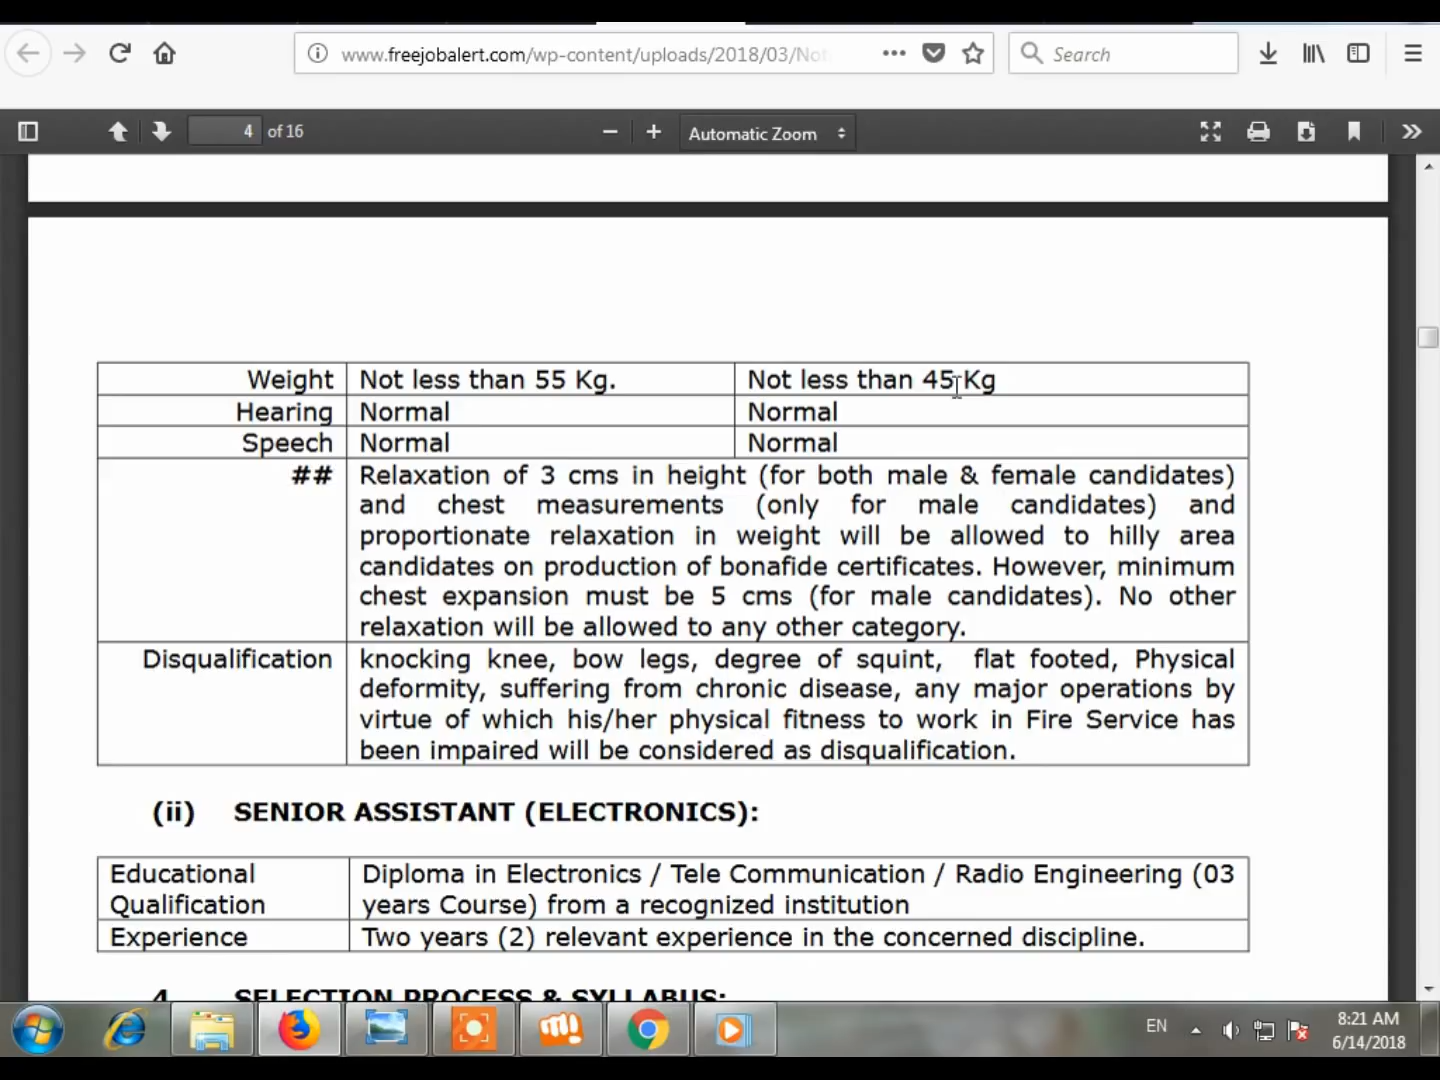 www.freejobalert.com/wp-content/uploads/2018/03/Not
Search
4 of 16
Automatic Zoom
Weight Not less than 55 Kg. Not less than 45 Kg
Hearing Normal Normal
Speech Normal Normal
## Relaxation of 3 cms in height (for both male & female candidates)
and chest measurements (only for male candidates) and
proportionate relaxation in weight will be allowed to hilly area
candidates on production of bonafide certificates. However, minimum
chest expansion must be 5 cms (for male candidates). No other
relaxation will be allowed to any other category.
Disqualification knocking knee, bow legs, degree of squint, flat footed, Physical
deformity, suffering from chronic disease, any major operations by
virtue of which his/her physical fitness to work in Fire Service has
been impaired will be considered as disqualification.
(ii) SENIOR ASSISTANT (ELECTRONICS):
Educational Diploma in Electronics / Tele Communication / Radio Engineering (03
Qualification years Course) from a recognized institution
Experience Two years (2) relevant experience in the concerned discipline.
4 SELECTION PROCESS & SYLLABUS:
EN
8:21 AM
6/14/2018